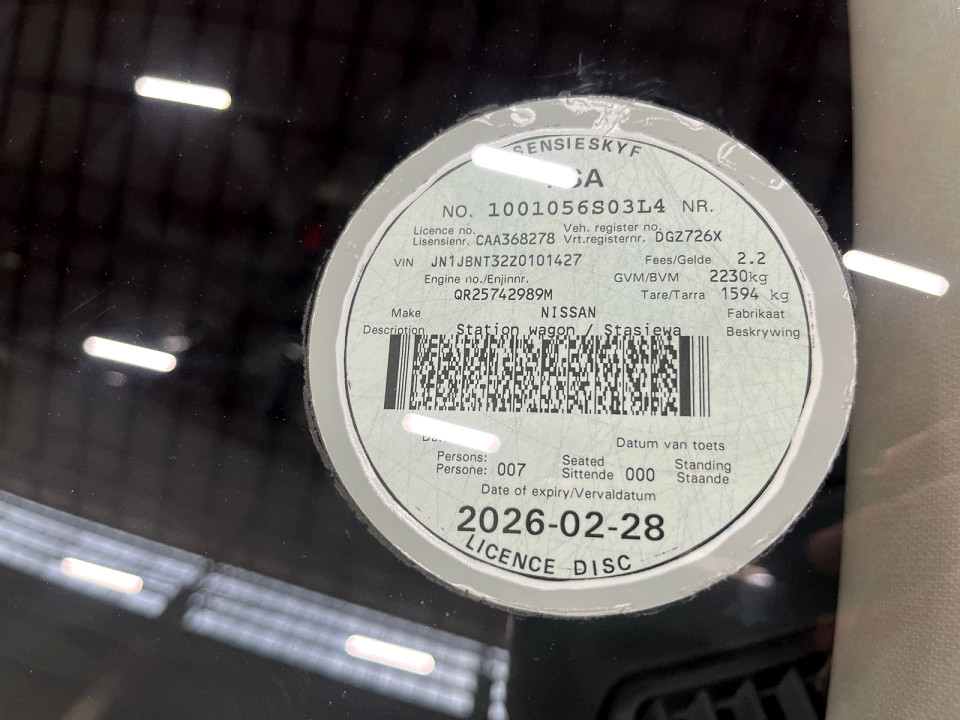 RSA
NO. 1001056S03L4 NR.
Licence no. Veh. register no.
Lisensienr. CAA368278 Vrt.registernr. DGZ726X
VIN JN1JBNT32Z0101427 Fees/Gelde 2.2
Engine no./Enjinnr. GVM/BVM 2230kg
QR25742989M Tare/Tarra 1594 kg
Make NISSAN Fabrikaat
Description Station wagon / Stasiewa Beskrywing
Datum van toets
Persons: Seated Standing
Persone: 007 Sittende 000 Staande
Date of expiry/Vervaldatum
2026-02-28
LICENCE DISC